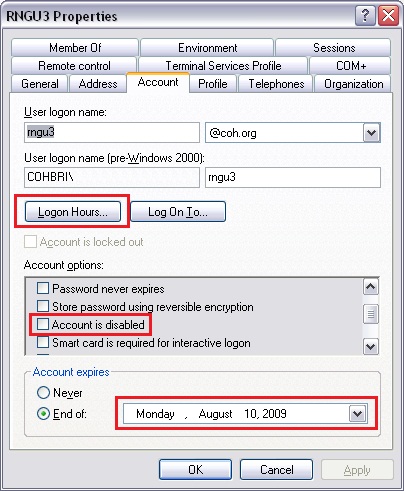 RNGU3 Properties
Member Of Environment Sessions
Remote control Terminal Services Profile COM+
General Address Account Profile Telephones Organization
User logon name:
rngu3 @coh.org
User logon name (pre-Windows 2000):
COHBRI\ rngu3
Logon Hours... Log On To...
Account is locked out
Account options:
Password never expires
Store password using reversible encryption
Account is disabled
Smart card is required for interactive logon
Account expires
Never
End of: Monday , August 10, 2009
OK Cancel Apply